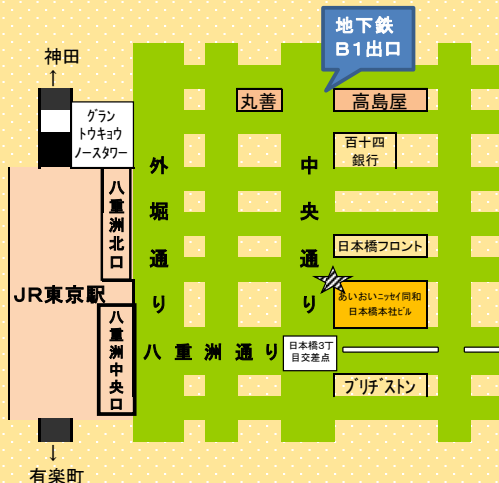 地下鉄
B1出口
神田
↑
グラン
トウキョウ
ノースタワー
丸善
高島屋
百十四
銀行
外堀通り
中央通り
八重洲北口
日本橋フロント
JR東京駅
あいおいニッセイ同和
日本橋本社ビル
八重洲中央口
八重洲通り
日本橋3丁
目交差点
ブリヂストン
↓
有楽町